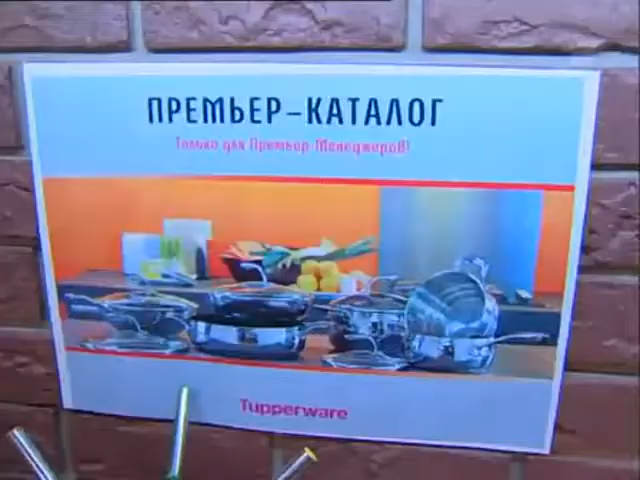 ПРЕМЬЕР-КАТАЛОГ
Только для Премьер Менеджеров!
Tupperware